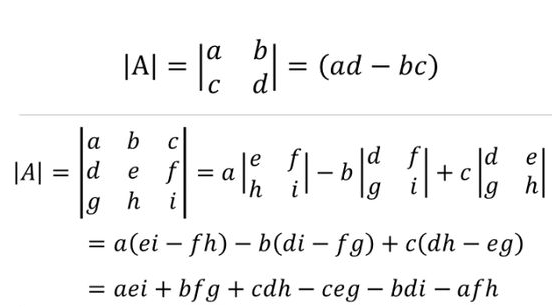 |A| = |a b; c d| = (ad − bc)
|A| = |a b c; d e f; g h i| = a|e f; h i| − b|d f; g i| + c|d e; g h|
= a(ei − fh) − b(di − fg) + c(dh − eg)
= aei + bfg + cdh − ceg − bdi − afh